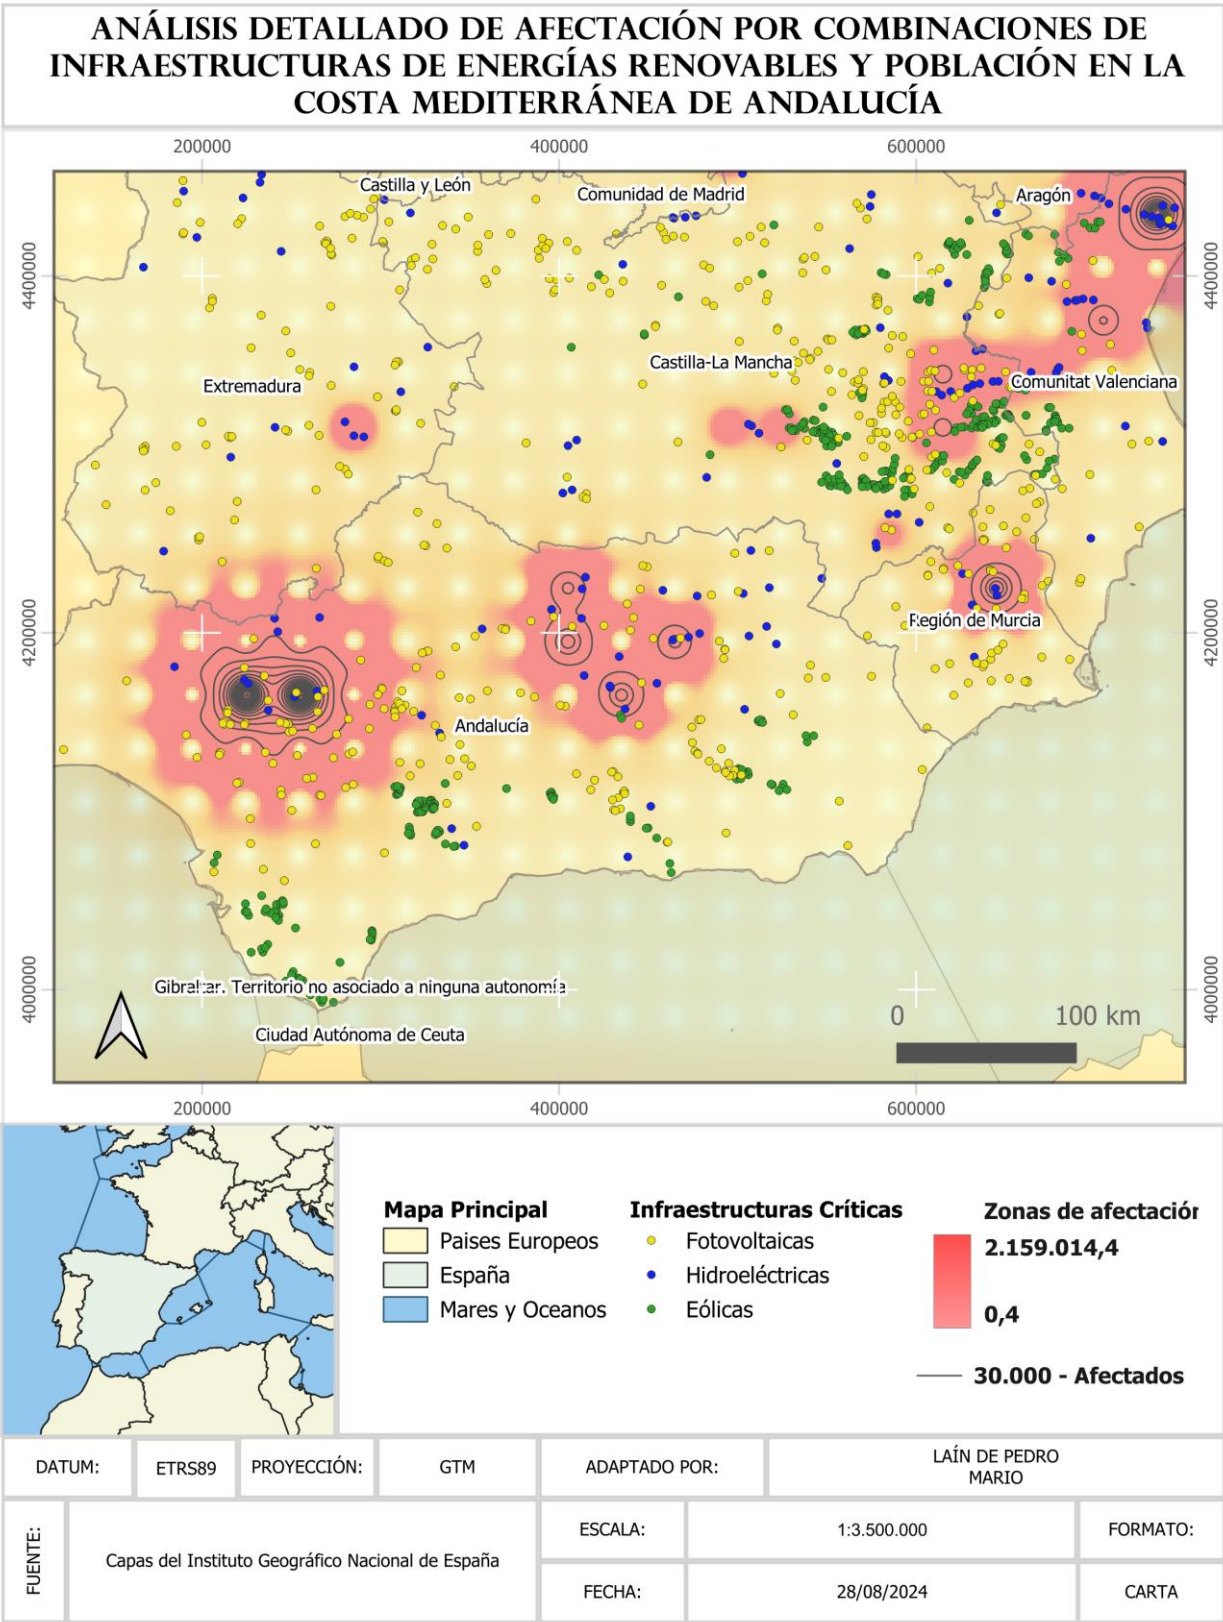 ANÁLISIS DETALLADO DE AFECTACIÓN POR COMBINACIONES DE
INFRAESTRUCTURAS DE ENERGÍAS RENOVABLES Y POBLACIÓN EN LA
COSTA MEDITERRÁNEA DE ANDALUCÍA
200000 400000 600000
Castilla y León
Comunidad de Madrid
Aragón
4400000 4400000
Castilla-La Mancha
Extremadura
Comunitat Valenciana
4200000 4200000
Región de Murcia
Andalucía
4000000 4000000
Gibraltar. Territorio no asociado a ninguna autonomía
Ciudad Autónoma de Ceuta
0 100 km
200000 400000 600000
Mapa Principal
Paises Europeos
España
Mares y Oceanos
Infraestructuras Críticas
Fotovoltaicas
Hidroeléctricas
Eólicas
Zonas de afectación
2.159.014,4
0,4
30.000 - Afectados
DATUM: ETRS89 PROYECCIÓN: GTM ADAPTADO POR: LAÍN DE PEDRO
MARIO
FUENTE: Capas del Instituto Geográfico Nacional de España
ESCALA: 1:3.500.000 FORMATO:
FECHA: 28/08/2024 CARTA